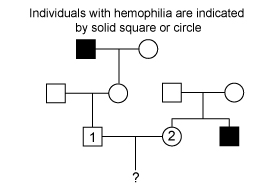 Individuals with hemophilia are indicated
by solid square or circle
1
2
?